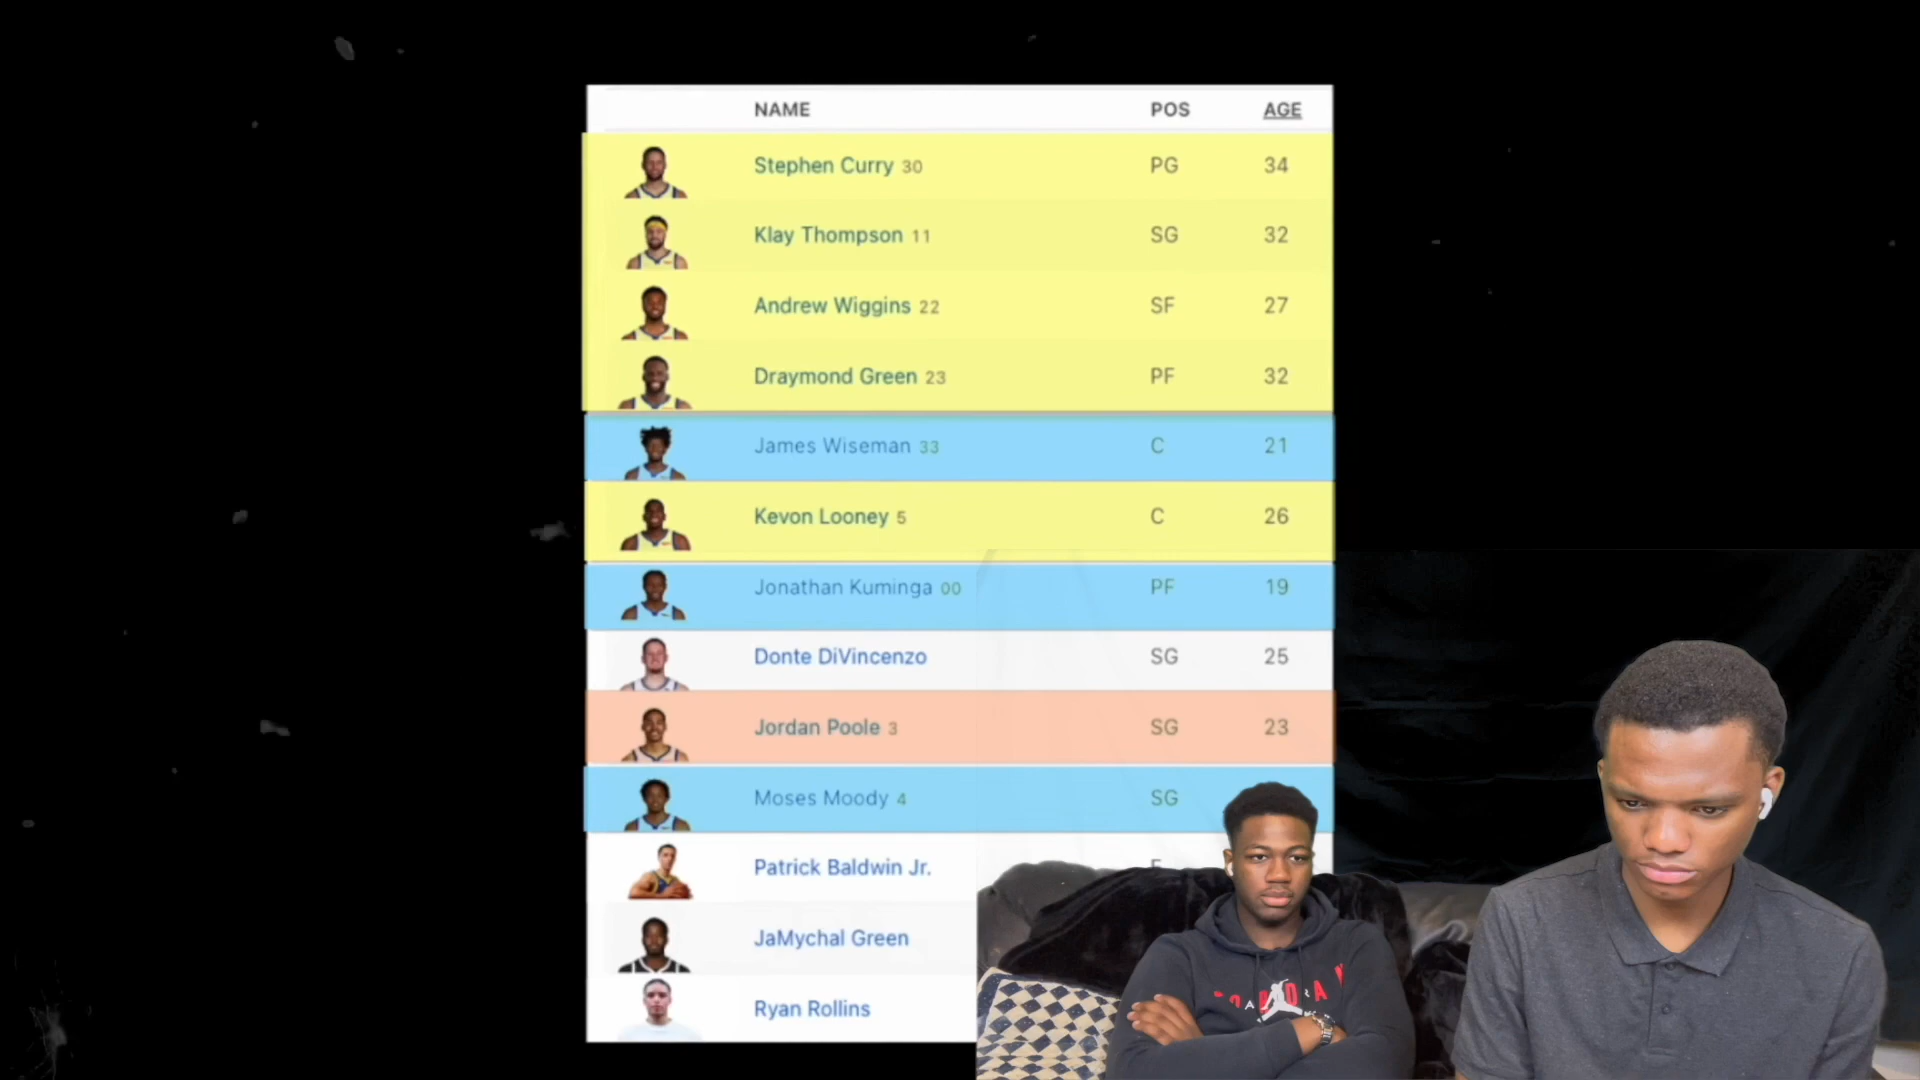 NAME POS AGE
Stephen Curry 30 PG 34
Klay Thompson 11 SG 32
Andrew Wiggins 22 SF 27
Draymond Green 23 PF 32
James Wiseman 33 C 21
Kevon Looney 5 C 26
Jonathan Kuminga 00 PF 19
Donte DiVincenzo SG 25
Jordan Poole 3 SG 23
Moses Moody 4 SG
Patrick Baldwin Jr.
JaMychal Green
Ryan Rollins